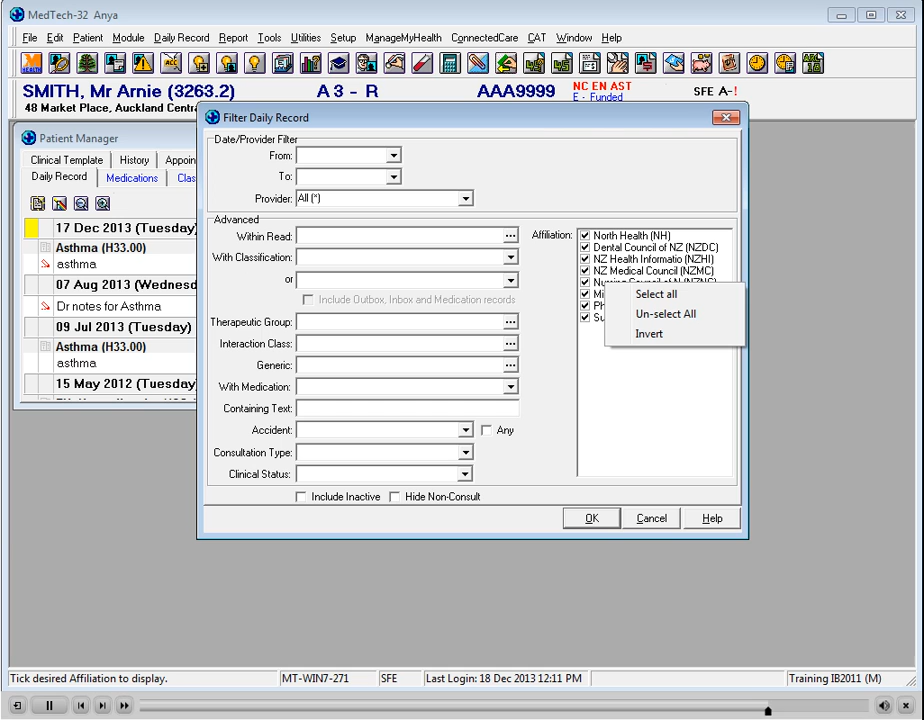 MedTech-32 Anya
File Edit Patient Module Daily Record Report Tools Utilities Setup ManageMyHealth ConnectedCare CAT Window Help
SMITH, Mr Arnie (3263.2) A 3 - R AAA9999 NC EN AST SFE A-!
48 Market Place, Auckland Centra E - Funded
Filter Daily Record
Patient Manager
Clinical Template History Appoin
Daily Record Medications Clas
17 Dec 2013 (Tuesday)
Asthma (H33.00)
asthma
07 Aug 2013 (Wednesd
Dr notes for Asthma
09 Jul 2013 (Tuesday)
Asthma (H33.00)
asthma
15 May 2012 (Tuesday)
Date/Provider Filter
From:
To:
Provider: All (*)
Advanced
Within Read:
With Classification:
or
Include Outbox, Inbox and Medication records
Therapeutic Group:
Interaction Class:
Generic:
With Medication:
Containing Text:
Accident: Any
Consultation Type:
Clinical Status:
Include Inactive Hide Non-Consult
Affiliation:
North Health (NH)
Dental Council of NZ (NZDC)
NZ Health Informatio (NZHI)
NZ Medical Council (NZMC)
Mi
Ph
Su
Select all
Un-select All
Invert
OK Cancel Help
Tick desired Affiliation to display. MT-WIN7-271 SFE Last Login: 18 Dec 2013 12:11 PM Training IB2011 (M)